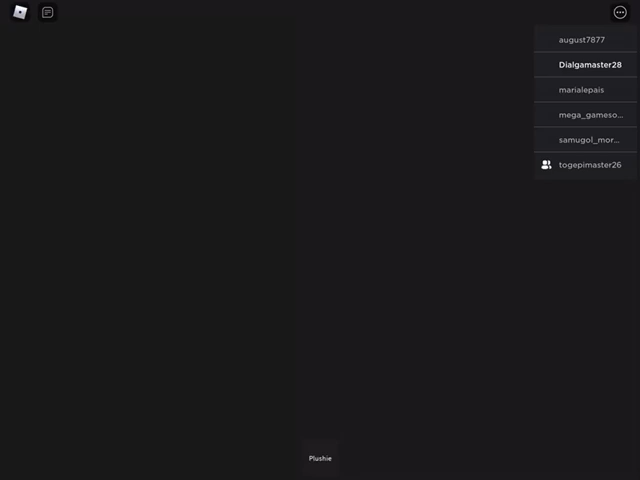 august7877
Dialgamaster28
marialepais
mega_gameso...
samugol_mor...
togepimaster26
Plushie